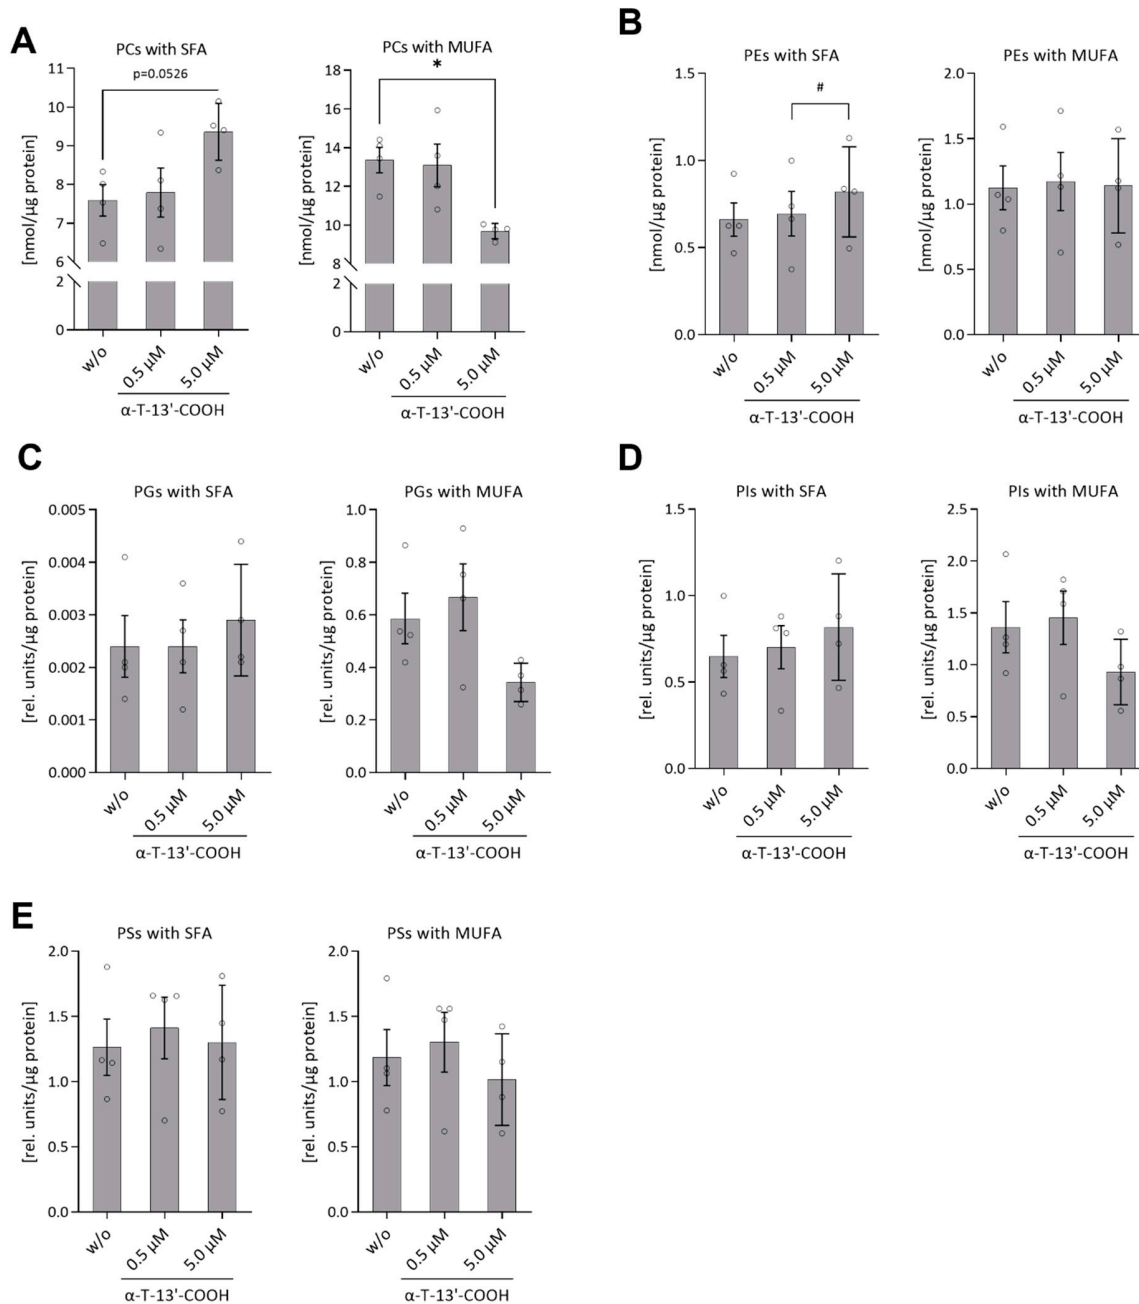 A
PCs with SFA
p=0.0526
[nmol/µg protein]
11
10
9
8
7
6
2
0
w/o
0.5 µM
5.0 µM
α-T-13'-COOH
PCs with MUFA
*
[nmol/µg protein]
18
16
14
12
10
8
2
0
w/o
0.5 µM
5.0 µM
α-T-13'-COOH
B
PEs with SFA
#
[nmol/µg protein]
1.5
1.0
0.5
0.0
w/o
0.5 µM
5.0 µM
α-T-13'-COOH
PEs with MUFA
[nmol/µg protein]
2.0
1.5
1.0
0.5
0.0
w/o
0.5 µM
5.0 µM
α-T-13'-COOH
C
PGs with SFA
[rel. units/µg protein]
0.005
0.004
0.003
0.002
0.001
0.000
w/o
0.5 µM
5.0 µM
α-T-13'-COOH
PGs with MUFA
[rel. units/µg protein]
1.0
0.8
0.6
0.4
0.2
0.0
w/o
0.5 µM
5.0 µM
α-T-13'-COOH
D
PIs with SFA
[rel. units/µg protein]
1.5
1.0
0.5
0.0
w/o
0.5 µM
5.0 µM
α-T-13'-COOH
PIs with MUFA
[rel. units/µg protein]
2.5
2.0
1.5
1.0
0.5
0.0
w/o
0.5 µM
5.0 µM
α-T-13'-COOH
E
PSs with SFA
[rel. units/µg protein]
2.0
1.5
1.0
0.5
0.0
w/o
0.5 µM
5.0 µM
α-T-13'-COOH
PSs with MUFA
[rel. units/µg protein]
2.0
1.5
1.0
0.5
0.0
w/o
0.5 µM
5.0 µM
α-T-13'-COOH